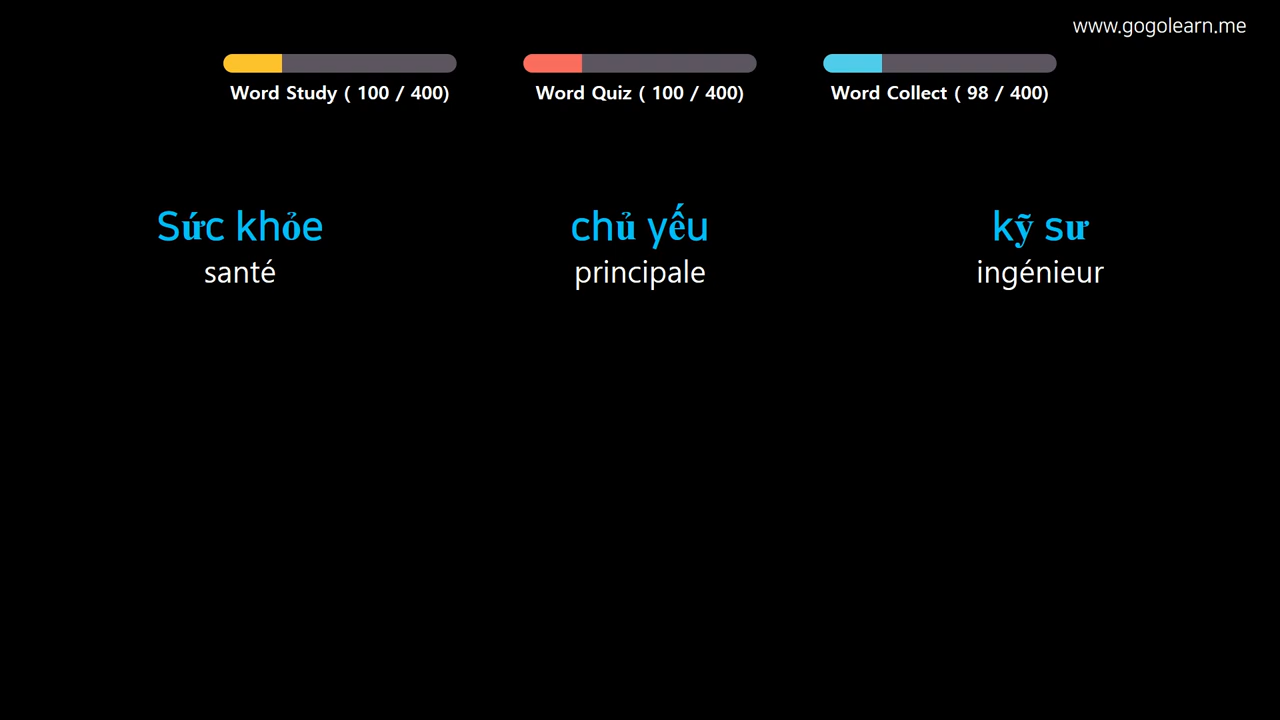 www.gogolearn.me
Word Study ( 100 / 400)
Word Quiz ( 100 / 400)
Word Collect ( 98 / 400)
Sức khỏe
santé
chủ yếu
principale
kỹ sư
ingénieur